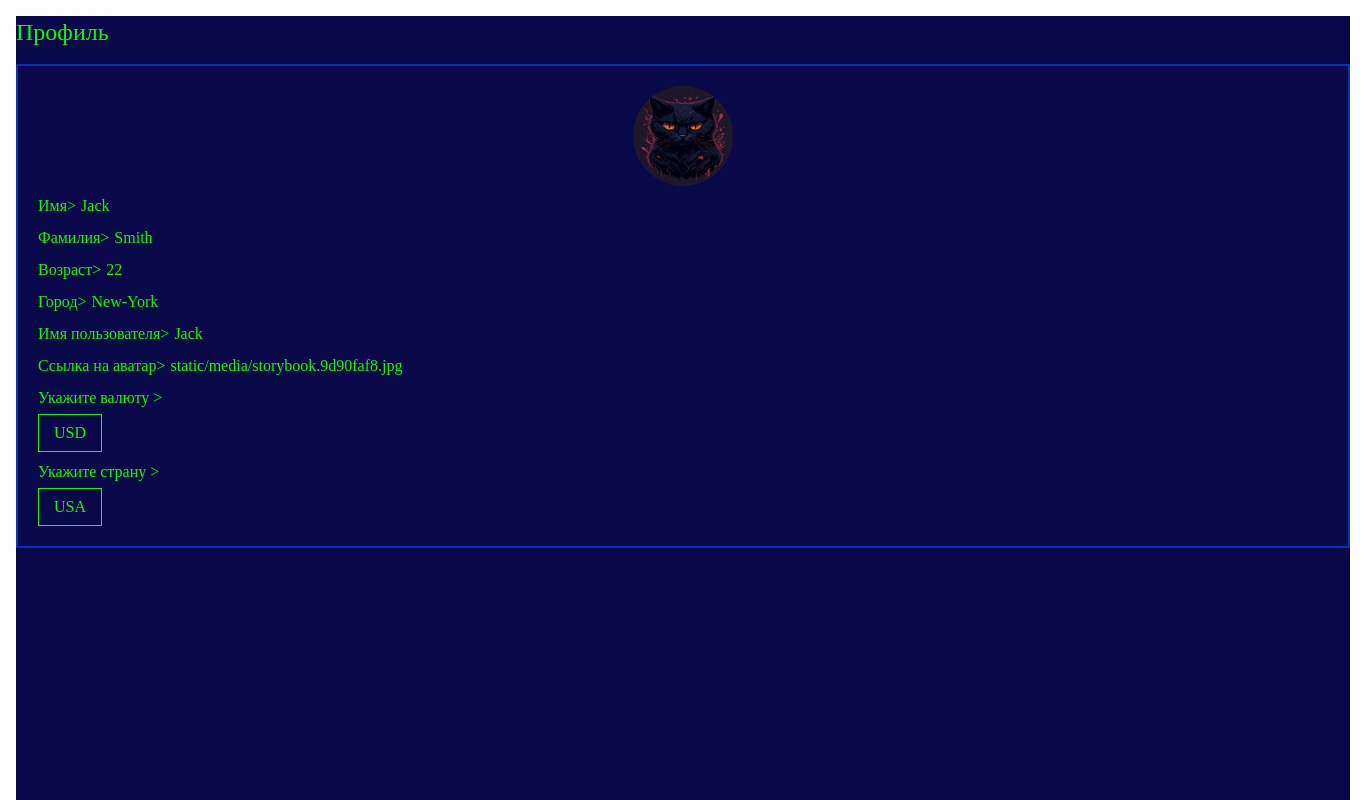 Профиль
Имя> Jack
Фамилия> Smith
Возраст> 22
Город> New-York
Имя пользователя> Jack
Ссылка на аватар> static/media/storybook.9d90faf8.jpg
Укажите валюту >
USD
Укажите страну >
USA